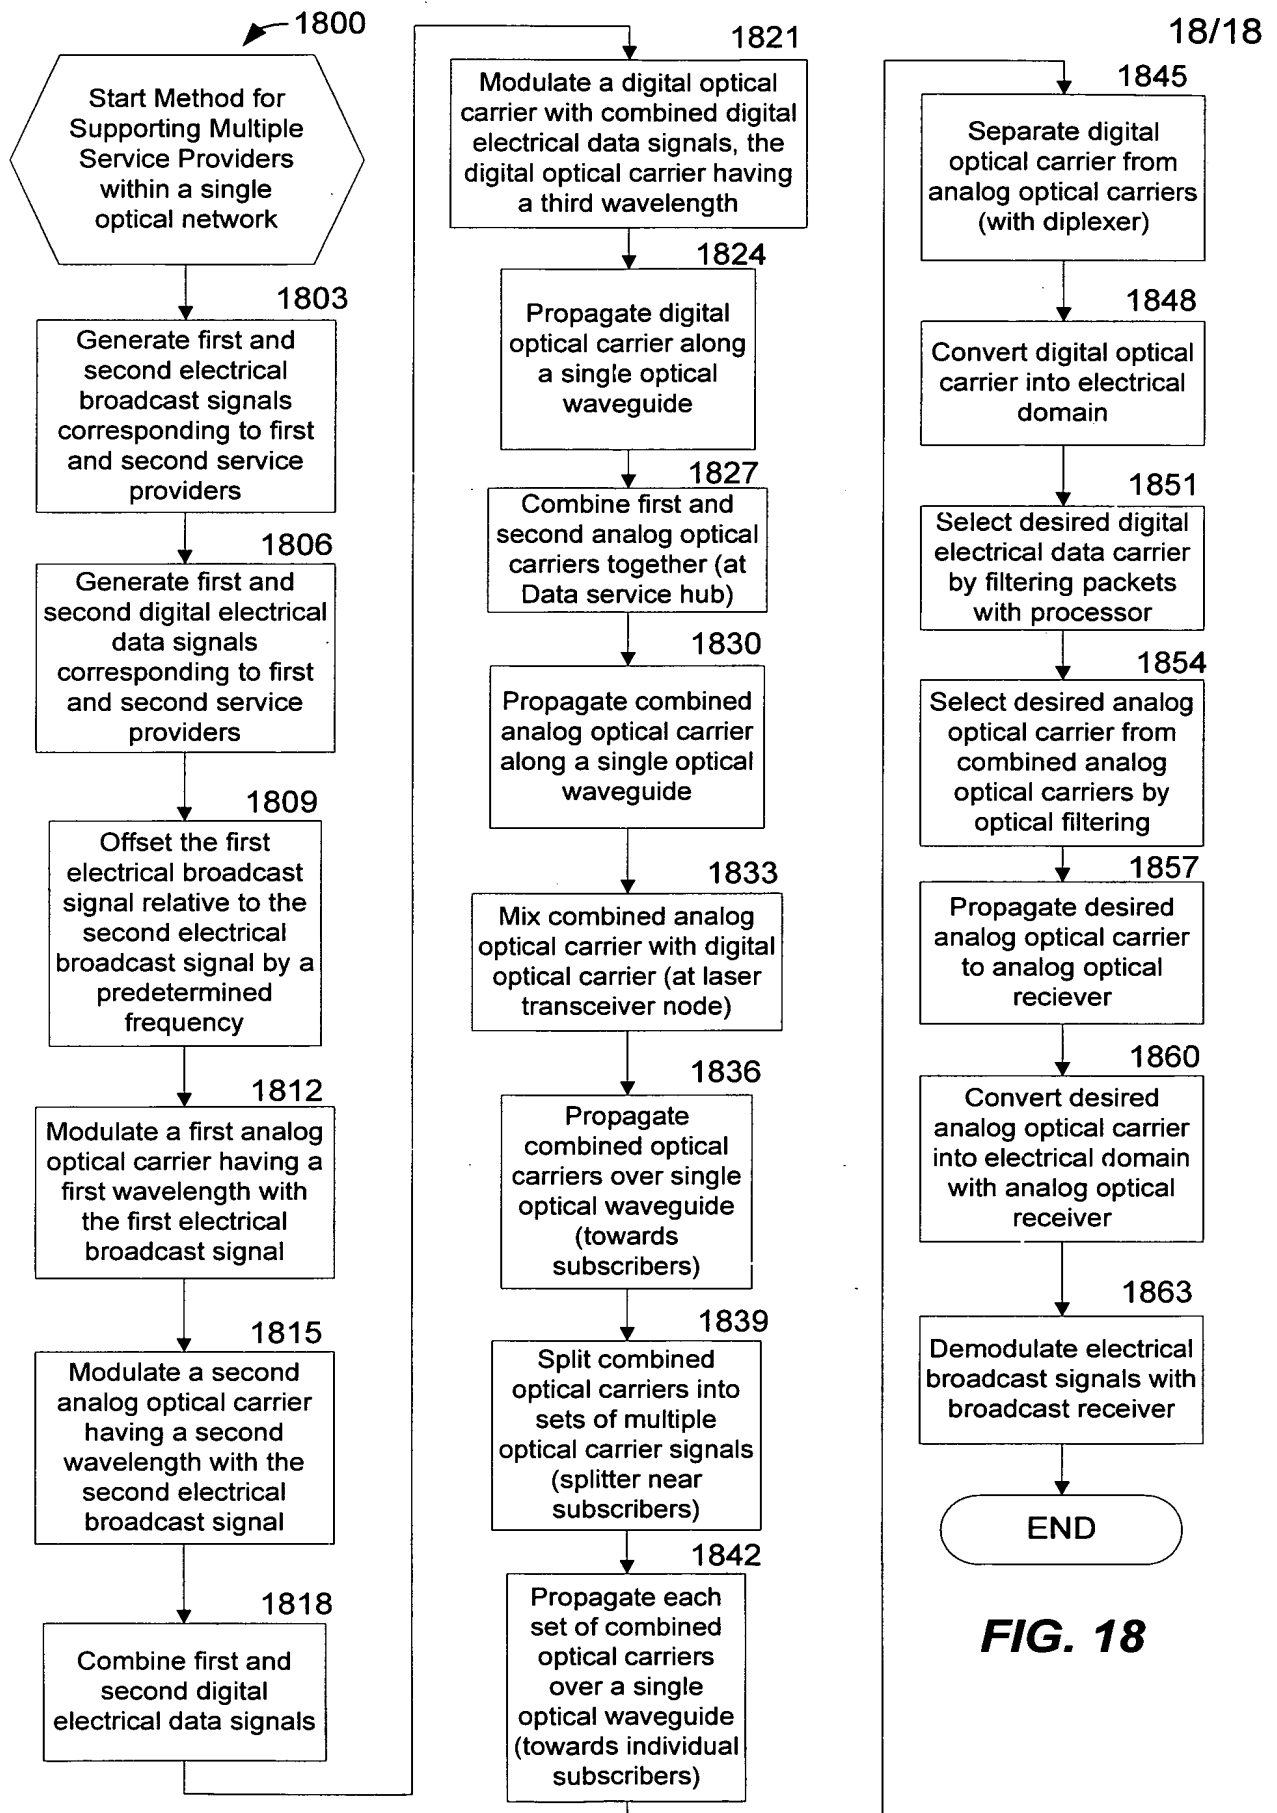 1800
Start Method for
Supporting Multiple
Service Providers
within a single
optical network
1803
Generate first and
second electrical
broadcast signals
corresponding to first
and second service
providers
1806
Generate first and
second digital electrical
data signals
corresponding to first
and second service
providers
1809
Offset the first
electrical broadcast
signal relative to the
second electrical
broadcast signal by a
predetermined
frequency
1812
Modulate a first analog
optical carrier having a
first wavelength with
the first electrical
broadcast signal
1815
Modulate a second
analog optical carrier
having a second
wavelength with the
second electrical
broadcast signal
1818
Combine first and
second digital
electrical data signals
1821
Modulate a digital optical
carrier with combined digital
electrical data signals, the
digital optical carrier having
a third wavelength
1824
Propagate digital
optical carrier along
a single optical
waveguide
1827
Combine first and
second analog optical
carriers together (at
Data service hub)
1830
Propagate combined
analog optical carrier
along a single optical
waveguide
1833
Mix combined analog
optical carrier with digital
optical carrier (at laser
transceiver node)
1836
Propagate
combined optical
carriers over single
optical waveguide
(towards
subscribers)
1839
Split combined
optical carriers into
sets of multiple
optical carrier signals
(splitter near
subscribers)
1842
Propagate each
set of combined
optical carriers
over a single
optical waveguide
(towards individual
subscribers)
18/18
1845
Separate digital
optical carrier from
analog optical carriers
(with diplexer)
1848
Convert digital optical
carrier into electrical
domain
1851
Select desired digital
electrical data carrier
by filtering packets
with processor
1854
Select desired analog
optical carrier from
combined analog
optical carriers by
optical filtering
1857
Propagate desired
analog optical carrier
to analog optical
reciever
1860
Convert desired
analog optical carrier
into electrical domain
with analog optical
receiver
1863
Demodulate electrical
broadcast signals with
broadcast receiver
END
FIG. 18